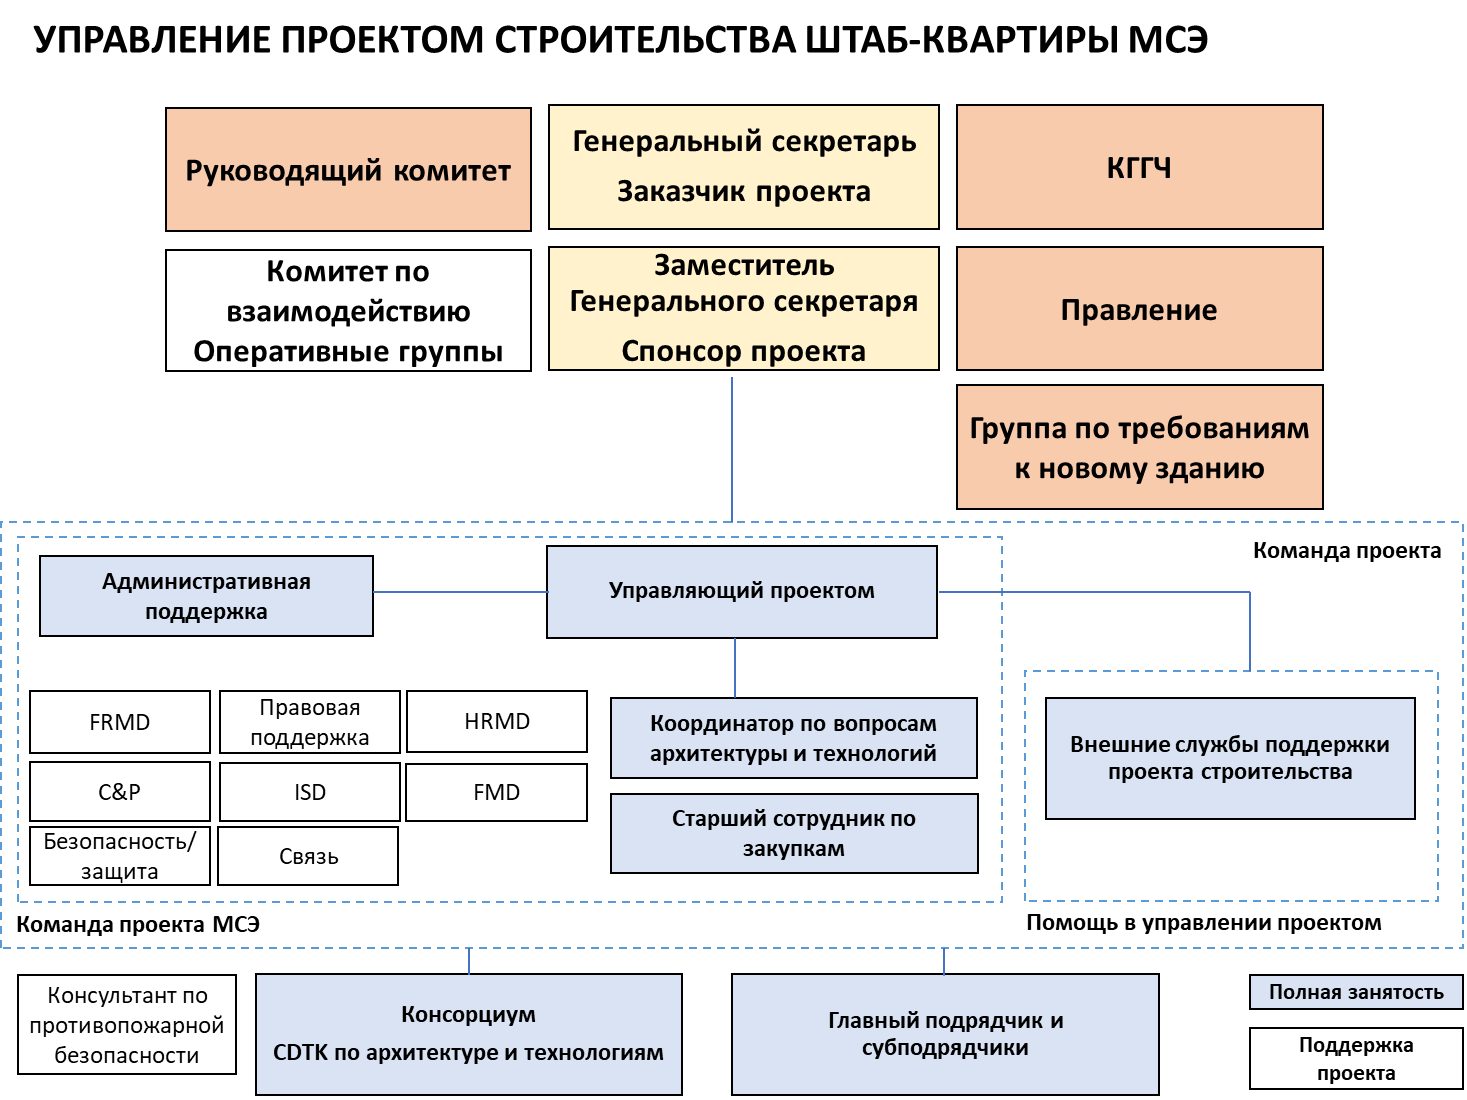 УПРАВЛЕНИЕ ПРОЕКТОМ СТРОИТЕЛЬСТВА ШТАБ-КВАРТИРЫ МСЭ
Руководящий комитет
Генеральный секретарь
Заказчик проекта
КГГЧ
Комитет по
взаимодействию
Оперативные группы
Заместитель
Генерального секретаря
Спонсор проекта
Правление
Группа по требованиям
к новому зданию
Команда проекта
Административная
поддержка
Управляющий проектом
FRMD
Правовая
поддержка
HRMD
C&P
ISD
FMD
Безопасность/
защита
Связь
Координатор по вопросам
архитектуры и технологий
Старший сотрудник по
закупкам
Внешние службы поддержки
проекта строительства
Команда проекта МСЭ
Помощь в управлении проектом
Консультант по
противопожарной
безопасности
Консорциум
CDTK по архитектуре и технологиям
Главный подрядчик и
субподрядчики
Полная занятость
Поддержка
проекта